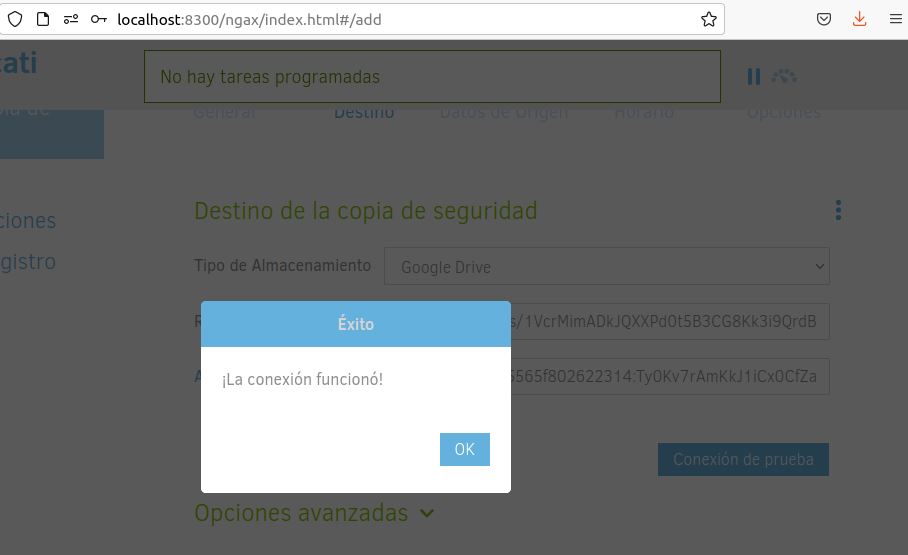 localhost:8300/ngax/index.html#/add
cati
No hay tareas programadas
General Destino Datos de Origen Horario Opciones
ciones
gistro
Destino de la copia de seguridad
Tipo de Almacenamiento Google Drive
s/1VcrMimADkJQXXPd0t5B3CG8Kk3i9QrdB
Éxito
¡La conexión funcionó!
5565f802622314:Ty0Kv7rAmKkJ1iCx0CfZa
OK
Conexión de prueba
Opciones avanzadas